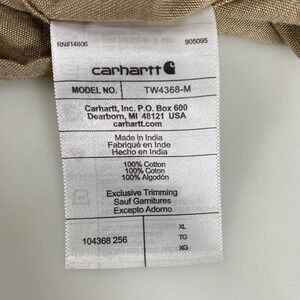 RN#14806 905095
carhartt
MODEL NO. TW4368-M
Carhartt, Inc. P.O. Box 600
Dearborn, MI 48121 USA
carhartt.com
Made in India
Fabriqué en Inde
Hecho en India
100% Cotton
100% Coton
100% Algodón
Exclusive Trimming
Sauf Garnitures
Excepto Adorno
104368 256
XL
TG
XG